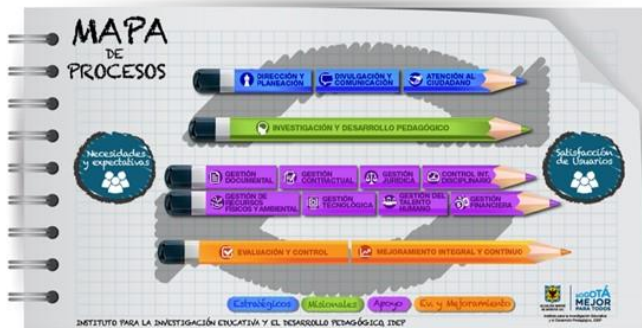 MAPA
DE
PROCESOS
DIRECCIÓN Y
PLANEACIÓN
DIVULGACIÓN Y
COMUNICACIÓN
ATENCIÓN AL
CIUDADANO
INVESTIGACIÓN Y DESARROLLO PEDAGÓGICO
Necesidades
y expectativas
Satisfacción
de Usuarios
GESTIÓN
DOCUMENTAL
GESTIÓN
CONTRACTUAL
GESTIÓN
JURÍDICA
CONTROL INT.
DISCIPLINARIO
GESTIÓN DE
RECURSOS
FÍSICOS Y AMBIENTAL
GESTIÓN
TECNOLÓGICA
GESTIÓN DEL
TALENTO
HUMANO
GESTIÓN
FINANCIERA
EVALUACIÓN Y CONTROL
MEJORAMIENTO INTEGRAL Y CONTINUO
Estratégicos
Misionales
Apoyo
Ev. y Mejoramiento
BOGOTÁ
MEJOR
PARA TODOS
INSTITUTO PARA LA INVESTIGACIÓN EDUCATIVA Y EL DESARROLLO PEDAGÓGICO, IDEP